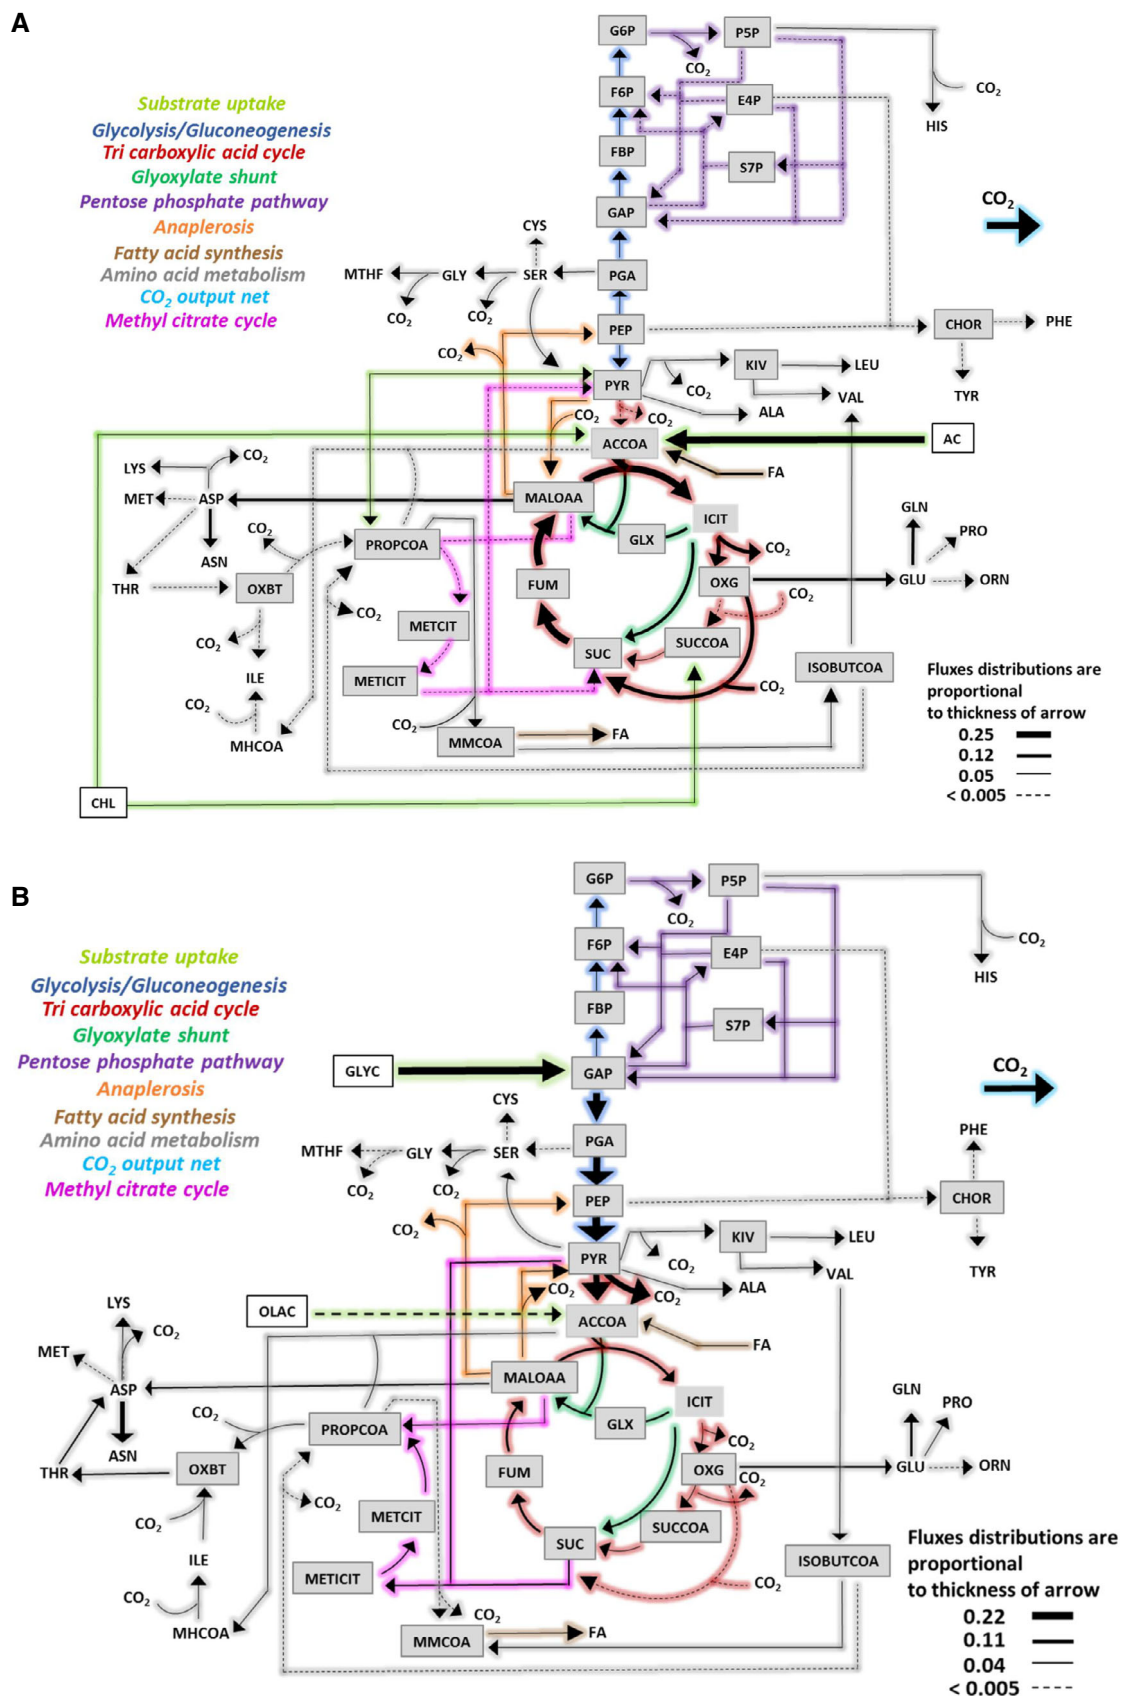 A
G6P
P5P
CO2
F6P
E4P
CO2
HIS
Substrate uptake
Glycolysis/Gluconeogenesis
Tri carboxylic acid cycle
Glyoxylate shunt
Pentose phosphate pathway
Anaplerosis
Fatty acid synthesis
Amino acid metabolism
CO2 output net
Methyl citrate cycle
FBP
S7P
GAP
CO2
CYS
MTHF
GLY
SER
PGA
CO2
CO2
PEP
CHOR
PHE
CO2
PYR
KIV
LEU
CO2
VAL
TYR
ALA
CO2
CO2
ACCOA
AC
LYS
CO2
FA
MET
ASP
MALOAA
ICIT
GLN
PRO
CO2
PROPCOA
GLX
CO2
ASN
THR
OXBT
FUM
OXG
GLU
ORN
CO2
CO2
METCIT
CO2
SUCCOA
SUC
ISOBUTCOA
ILE
METICIT
CO2
CO2
CO2
MHCOA
MMCOA
FA
CHL
Fluxes distributions are
proportional
to thickness of arrow
0.25
0.12
0.05
< 0.005
B
G6P
P5P
CO2
F6P
E4P
CO2
HIS
Substrate uptake
Glycolysis/Gluconeogenesis
Tri carboxylic acid cycle
Glyoxylate shunt
Pentose phosphate pathway
Anaplerosis
Fatty acid synthesis
Amino acid metabolism
CO2 output net
Methyl citrate cycle
FBP
S7P
GLYC
GAP
CO2
CYS
MTHF
GLY
SER
PGA
PHE
CO2
CO2
PEP
CHOR
CO2
PYR
KIV
LEU
CO2
VAL
TYR
CO2
CO2
ALA
LYS
OLAC
ACCOA
CO2
FA
MET
ASP
MALOAA
ICIT
GLN
PRO
CO2
PROPCOA
GLX
CO2
ASN
THR
OXBT
FUM
OXG
CO2
GLU
ORN
CO2
METCIT
CO2
SUCCOA
SUC
ISOBUTCOA
ILE
METICIT
CO2
CO2
CO2
MHCOA
MMCOA
FA
Fluxes distributions are
proportional
to thickness of arrow
0.22
0.11
0.04
< 0.005